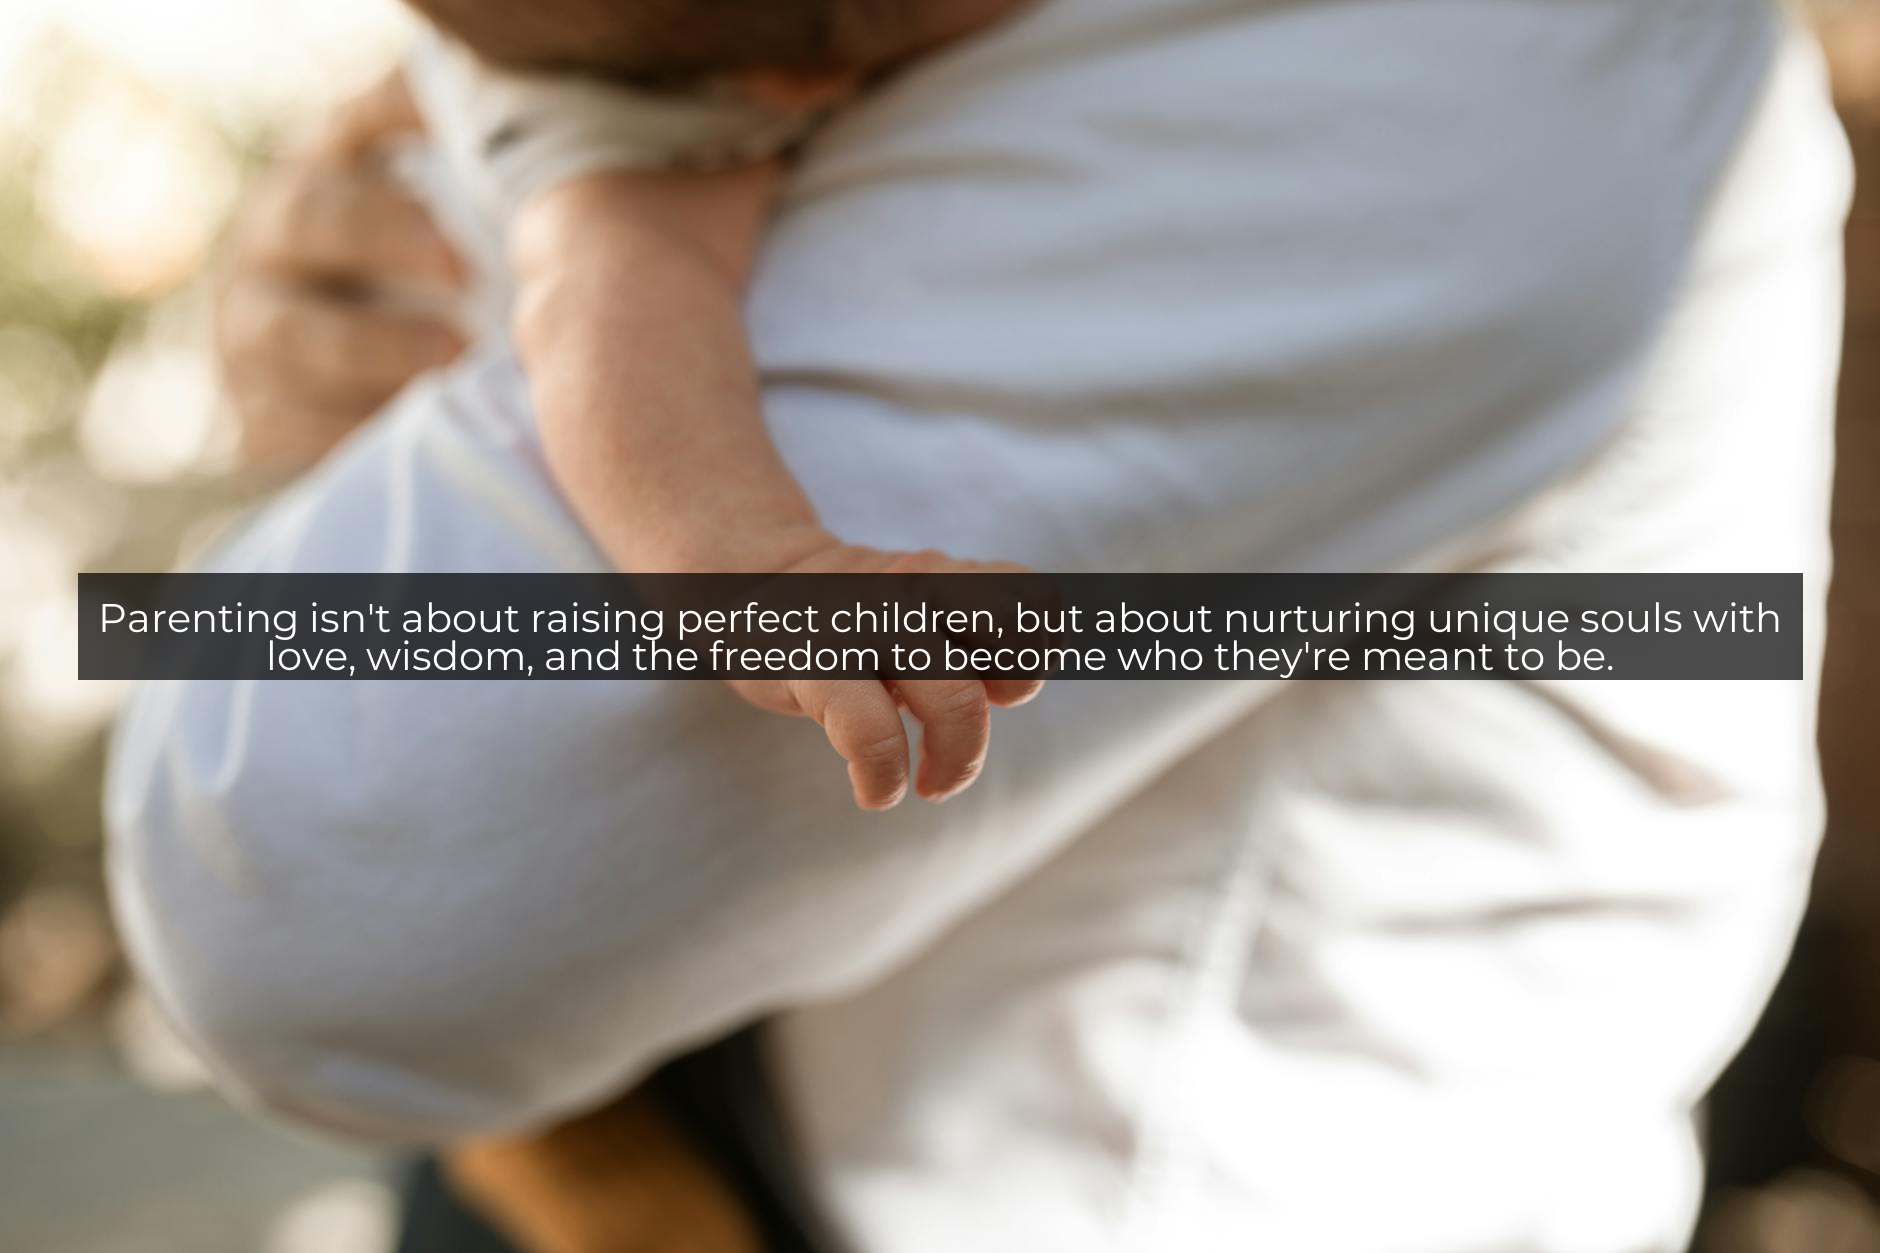 Parenting isn't about raising perfect children, but about nurturing unique souls with
love, wisdom, and the freedom to become who they're meant to be.